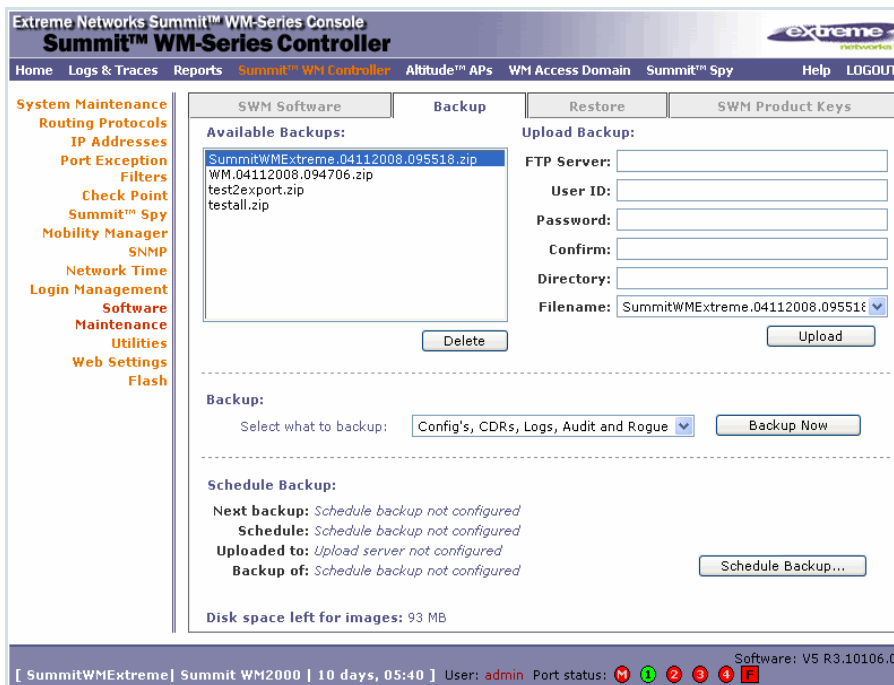 Extreme Networks Summit™ WM-Series Console
Summit™ WM-Series Controller
extreme
networks
Home Logs & Traces Reports Summit™ WM Controller Altitude™ APs WM Access Domain Summit™ Spy Help LOGOUT
System Maintenance
Routing Protocols
IP Addresses
Port Exception
Filters
Check Point
Summit™ Spy
Mobility Manager
SNMP
Network Time
Login Management
Software
Maintenance
Utilities
Web Settings
Flash
SWM Software Backup Restore SWM Product Keys
Available Backups:
SummitWMExtreme.04112008.095518.zip
WM.04112008.094706.zip
test2export.zip
testall.zip
Delete
Upload Backup:
FTP Server:
User ID:
Password:
Confirm:
Directory:
Filename: SummitWMExtreme.04112008.095518
Upload
Backup:
Select what to backup: Config's, CDRs, Logs, Audit and Rogue Backup Now
Schedule Backup:
Next backup: Schedule backup not configured
Schedule: Schedule backup not configured
Uploaded to: Upload server not configured
Backup of: Schedule backup not configured
Schedule Backup...
Disk space left for images: 93 MB
Software: V5 R3.10106.0
[ SummitWMExtreme| Summit WM2000 | 10 days, 05:40 ] User: admin Port status: M 1 2 3 4 F